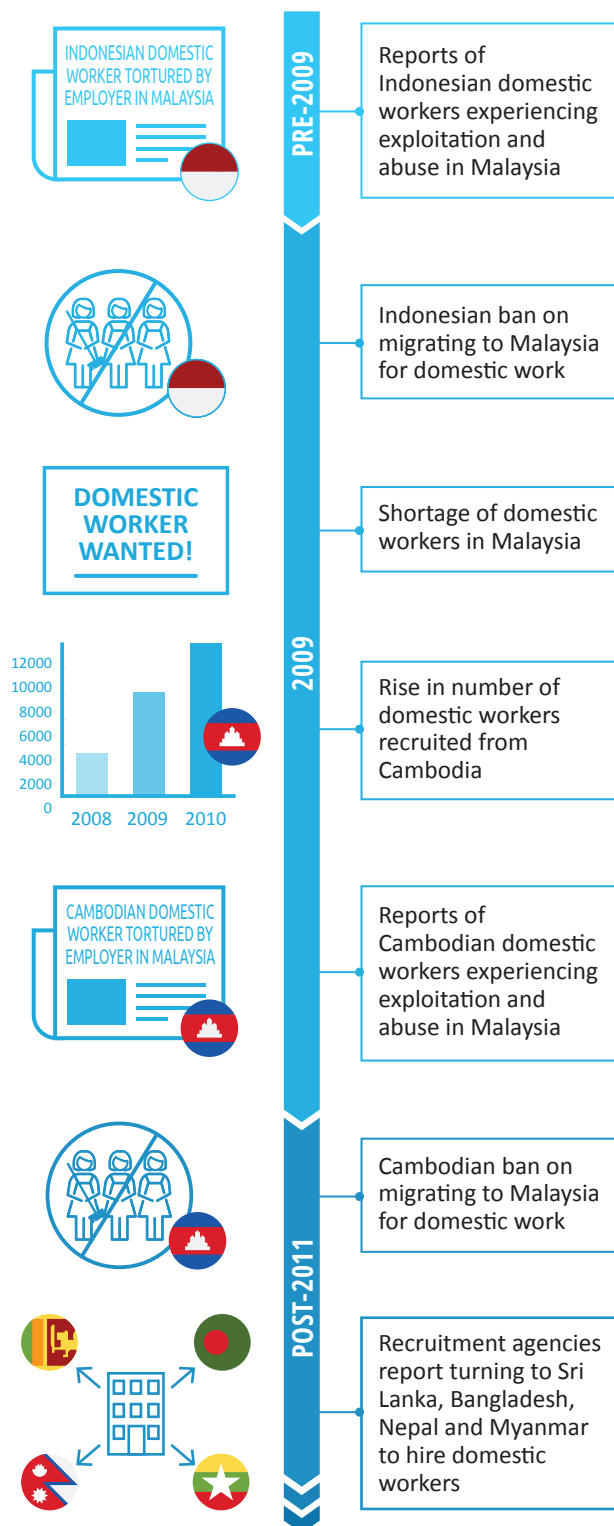 INDONESIAN DOMESTIC
WORKER TORTURED BY
EMPLOYER IN MALAYSIA
PRE-2009
Reports of
Indonesian domestic
workers experiencing
exploitation and
abuse in Malaysia
Indonesian ban on
migrating to Malaysia
for domestic work
DOMESTIC
WORKER
WANTED!
Shortage of domestic
workers in Malaysia
2009
12000
10000
8000
6000
4000
2000
0
2008 2009 2010
Rise in number of
domestic workers
recruited from
Cambodia
CAMBODIAN DOMESTIC
WORKER TORTURED BY
EMPLOYER IN MALAYSIA
Reports of
Cambodian domestic
workers experiencing
exploitation and
abuse in Malaysia
Cambodian ban on
migrating to Malaysia
for domestic work
POST-2011
Recruitment agencies
report turning to Sri
Lanka, Bangladesh,
Nepal and Myanmar
to hire domestic
workers